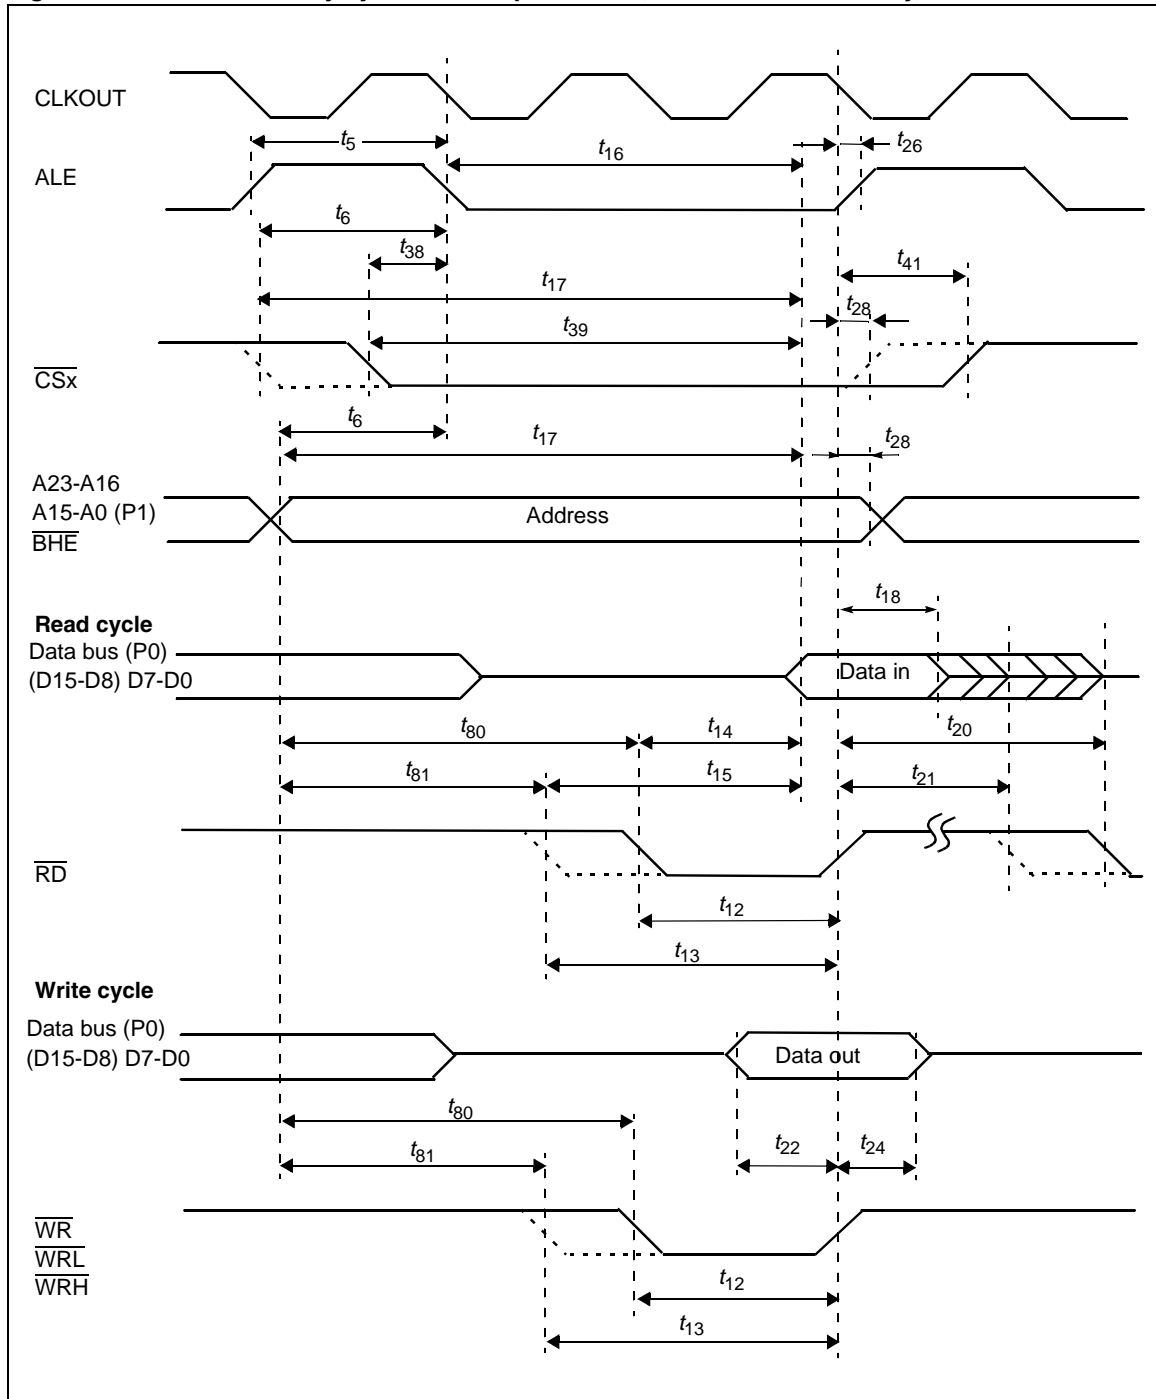 CLKOUT
t5
t16
t26
ALE
t6
t38
t41
t17
t28
t39
CSx
t6
t17
t28
A23-A16
A15-A0 (P1)
Address
BHE
t18
Read cycle
Data bus (P0)
Data in
(D15-D8) D7-D0
t80
t14
t20
t81
t15
t21
RD
t12
t13
Write cycle
Data bus (P0)
Data out
(D15-D8) D7-D0
t80
t81
t22
t24
WR
WRL
WRH
t12
t13